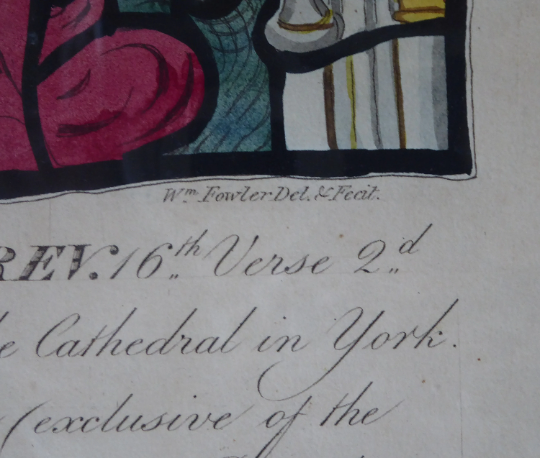 Wm Fowler Del. & Fecit.
REV. 16th Verse 2d
Cathedral in York.
(exclusive of the